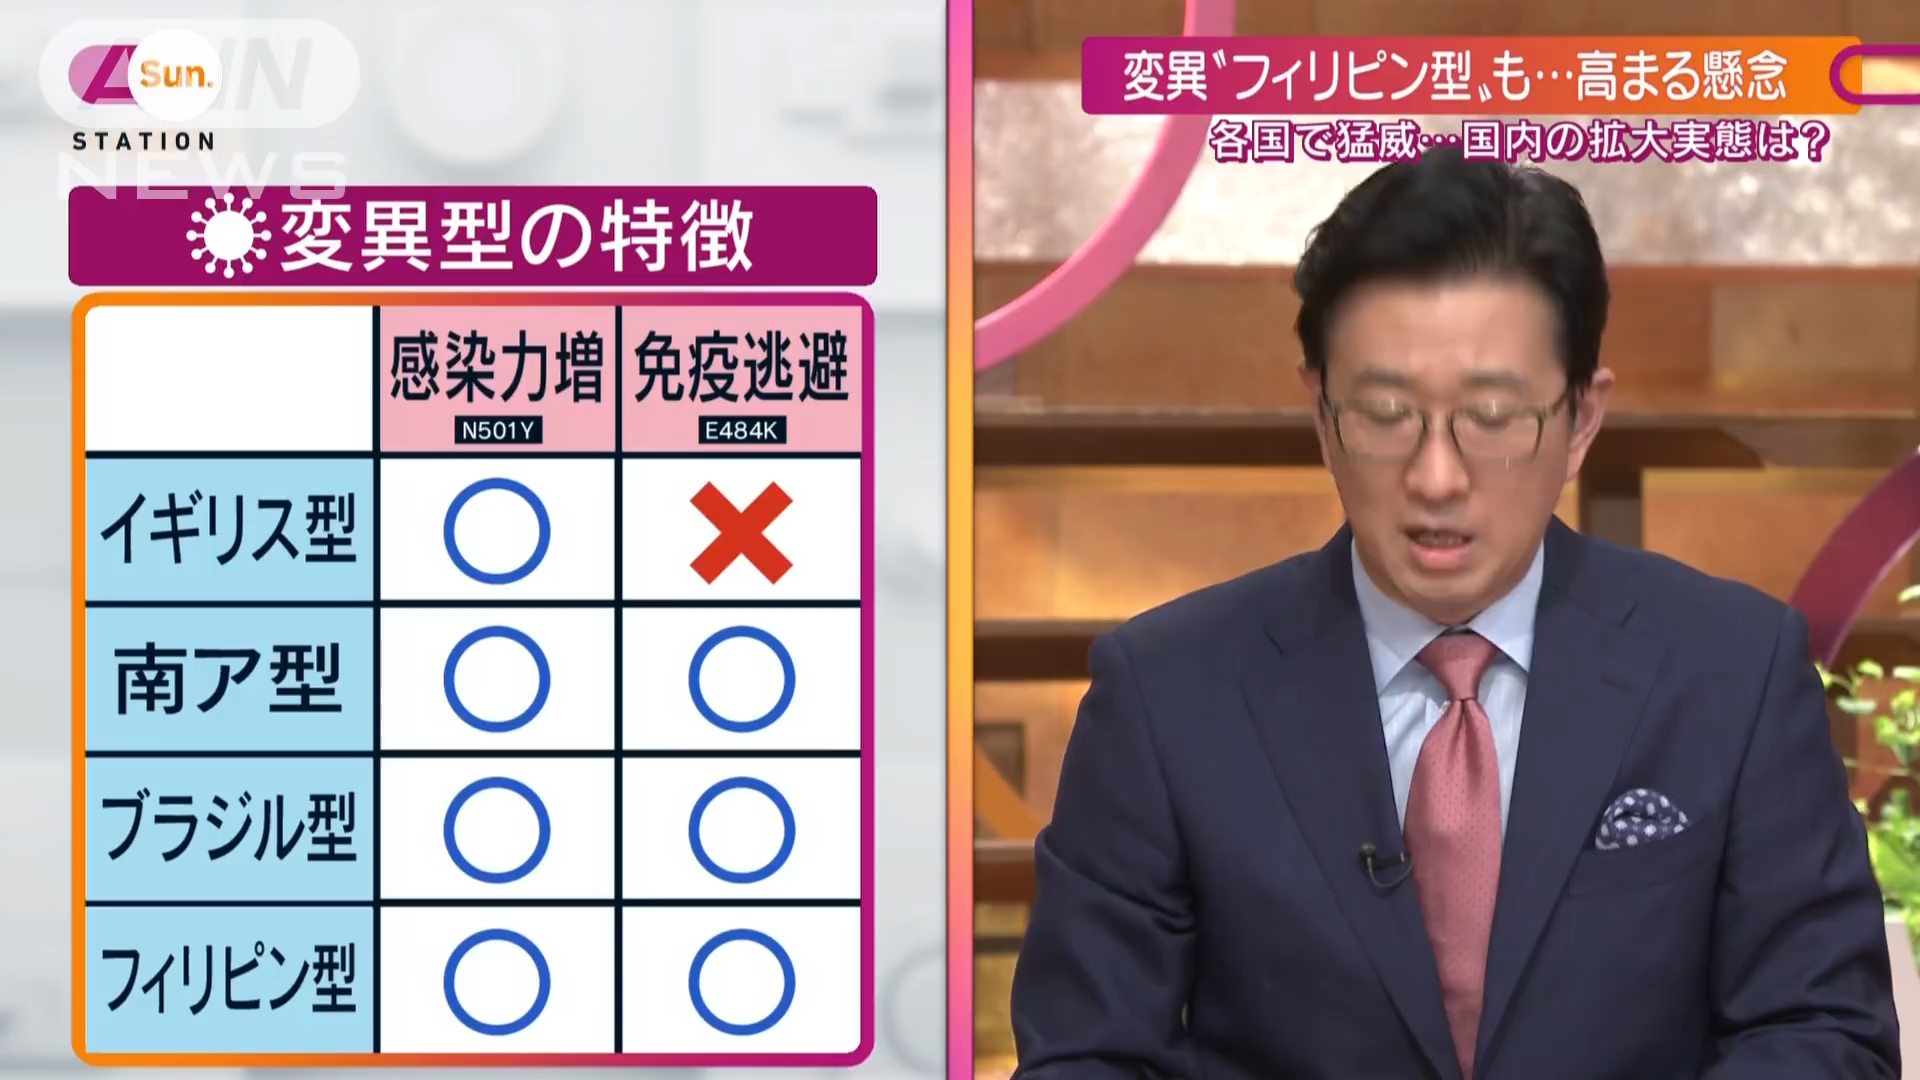 ANN
Sun.
STATION
NEWS
変異〝フィリピン型〟も…高まる懸念
各国で猛威…国内の拡大実態は?
変異型の特徴
感染力増 免疫逃避
N501Y E484K
イギリス型 ○ ×
南ア型 ○ ○
ブラジル型 ○ ○
フィリピン型 ○ ○